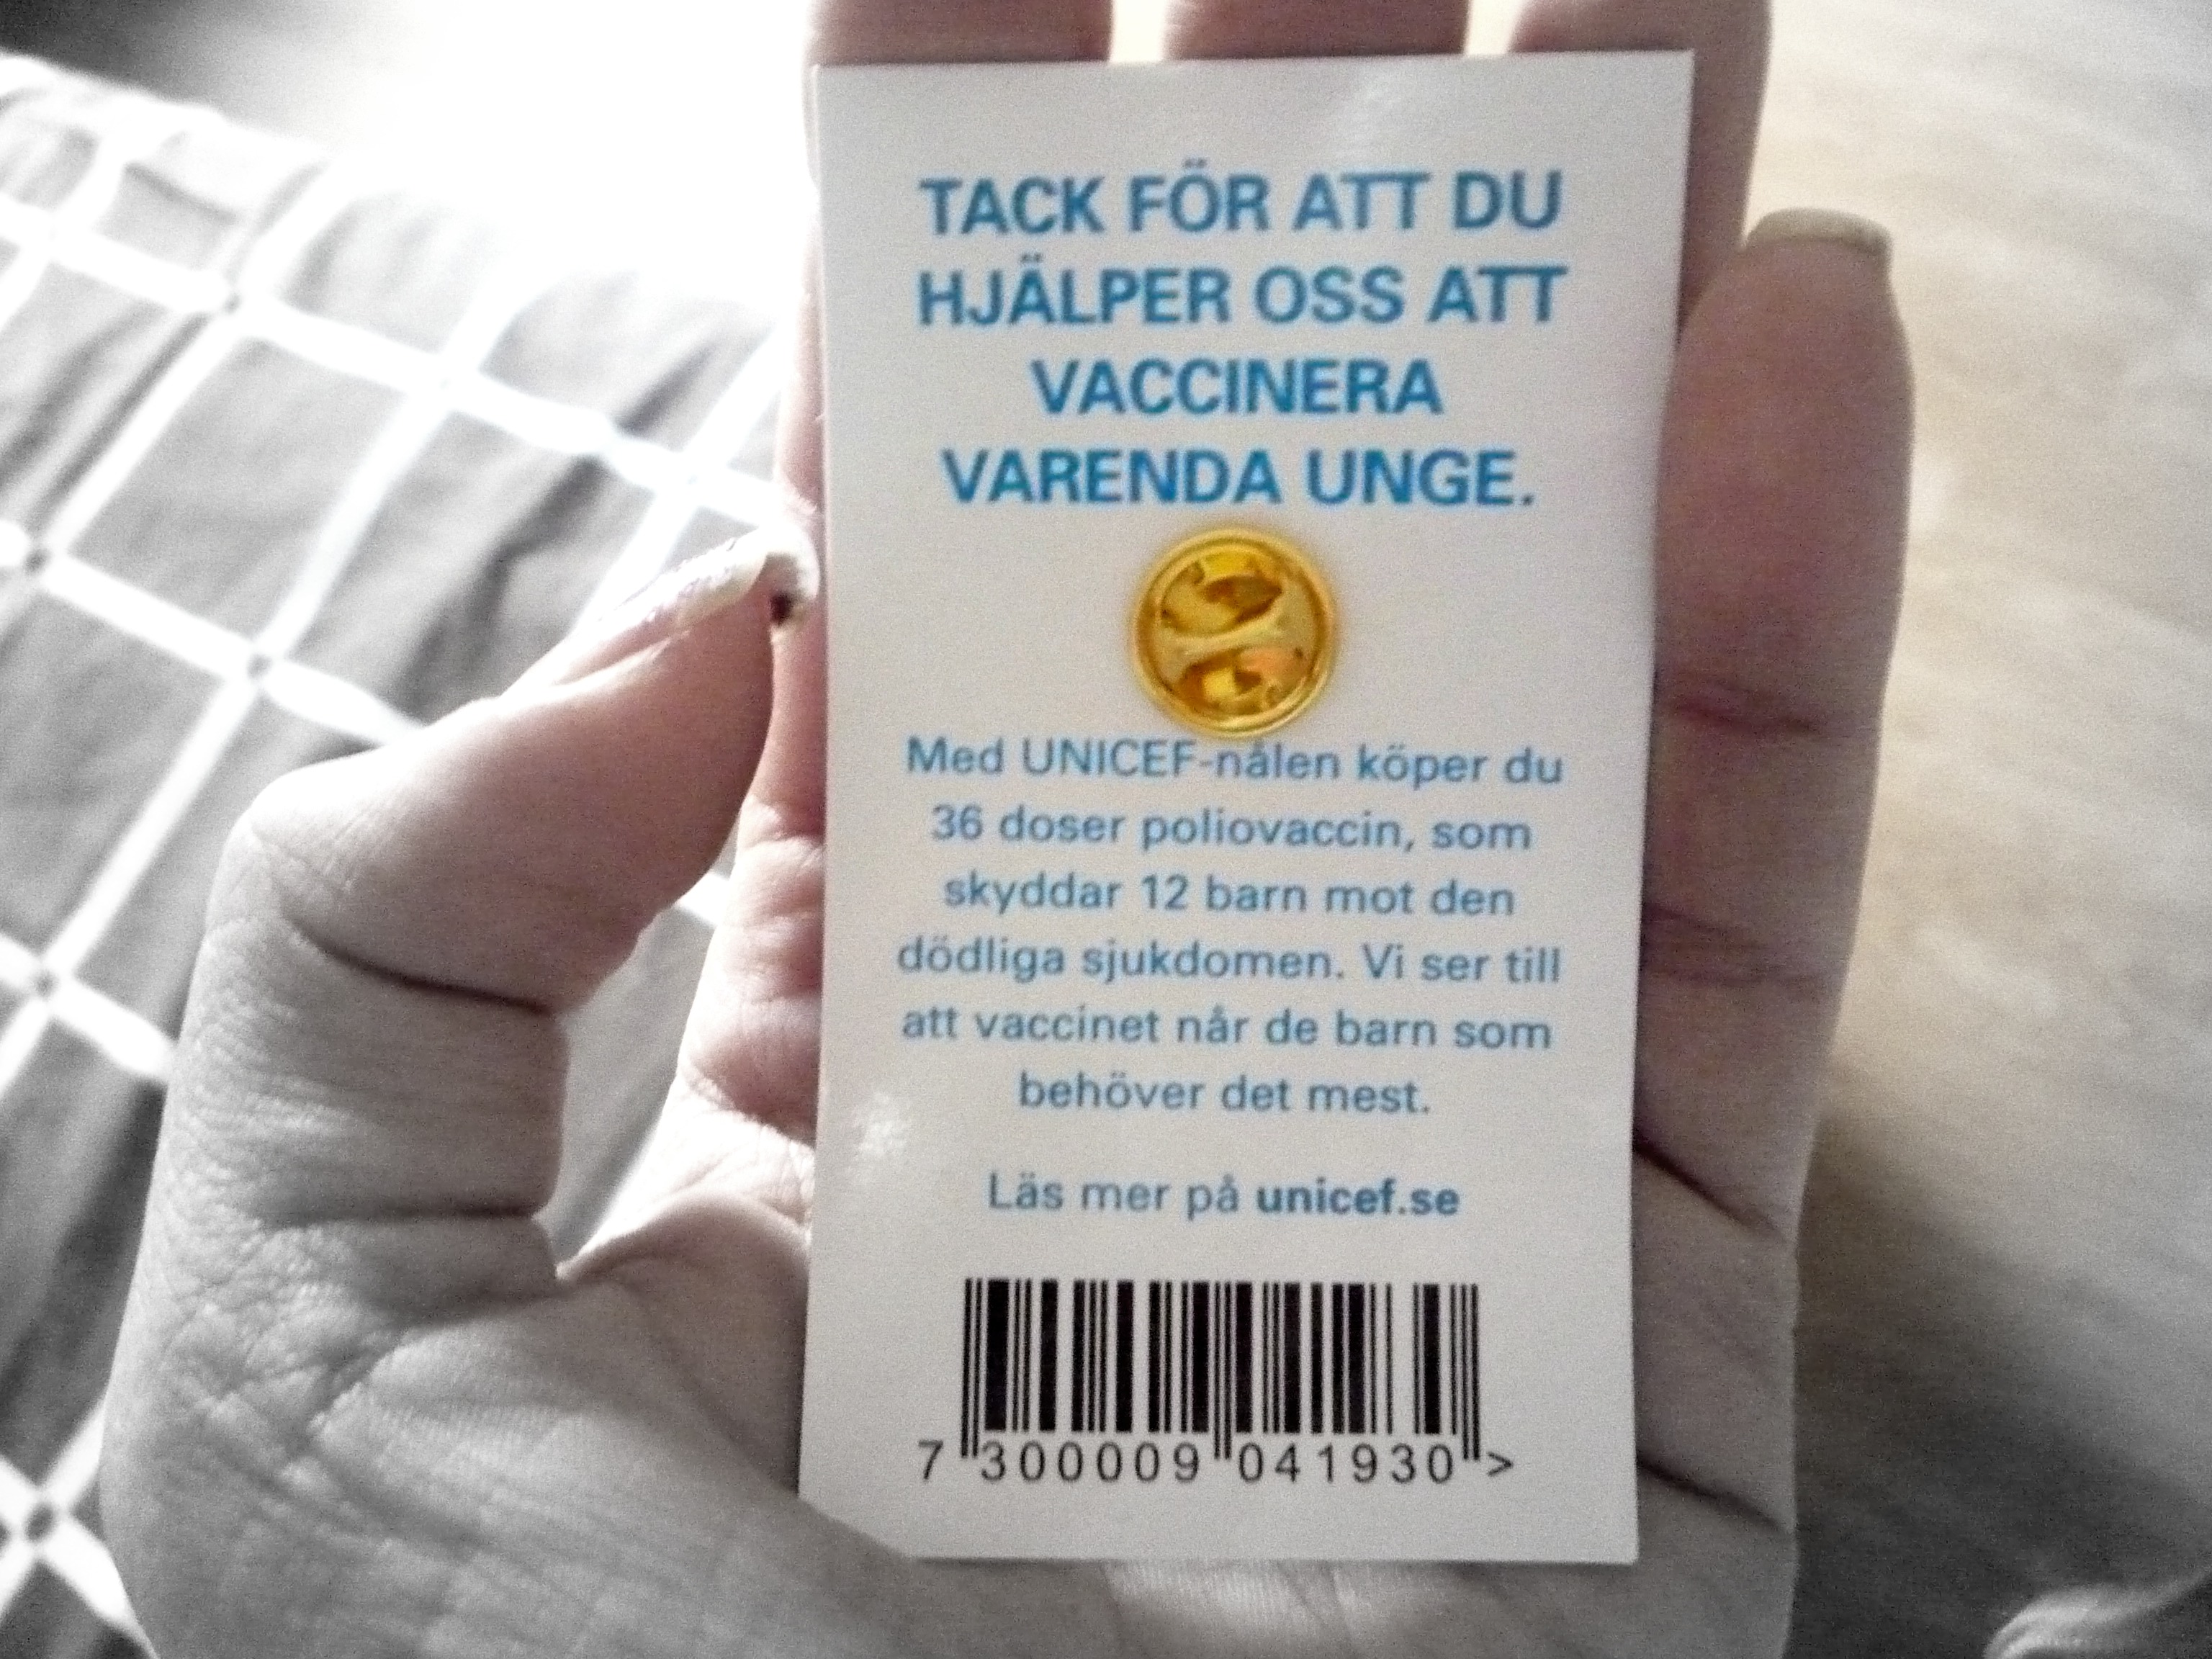 TACK FÖR ATT DU
HJÄLPER OSS ATT
VACCINERA
VARENDA UNGE.
Med UNICEF-nålen köper du
36 doser poliovaccin, som
skyddar 12 barn mot den
dödliga sjukdomen. Vi ser till
att vaccinet når de barn som
behöver det mest.
Läs mer på unicef.se
7 300009 041930 >